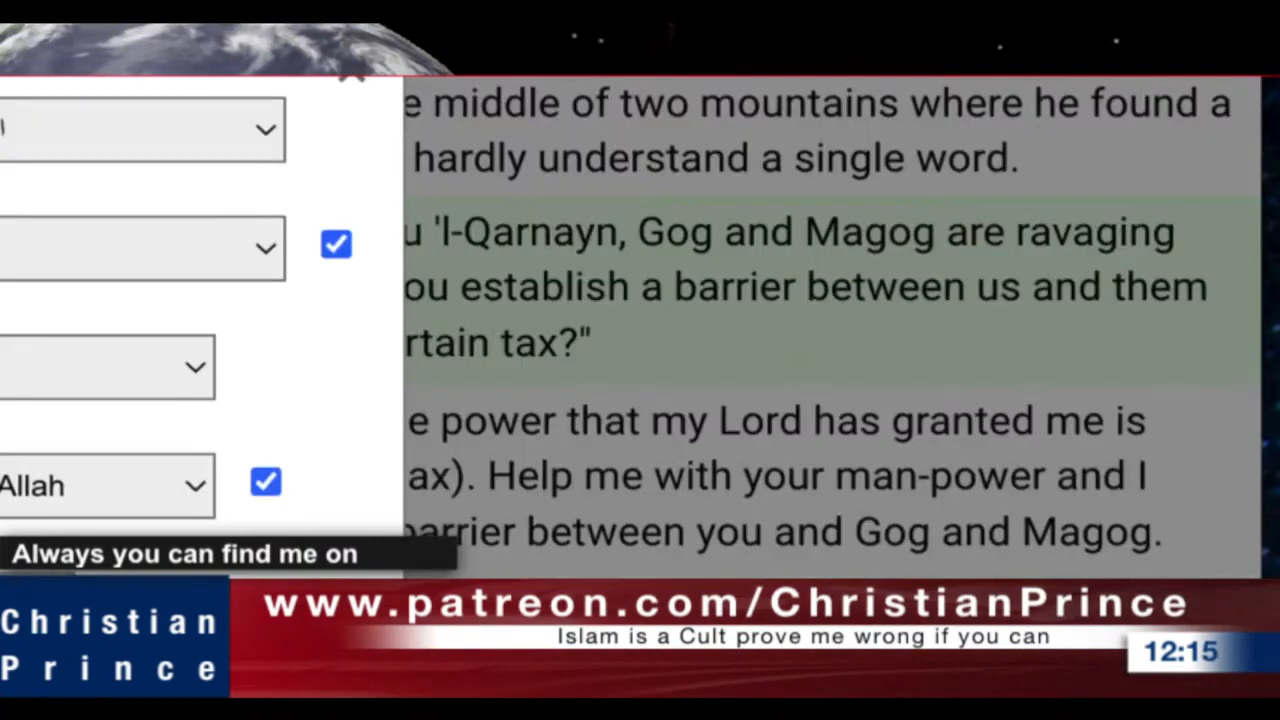 e middle of two mountains where he found a
hardly understand a single word.
u 'l-Qarnayn, Gog and Magog are ravaging
ou establish a barrier between us and them
rtain tax?"
e power that my Lord has granted me is
ax). Help me with your man-power and I
barrier between you and Gog and Magog.
Allah
Always you can find me on
Christian
Prince
www.patreon.com/ChristianPrince
Islam is a Cult prove me wrong if you can
12:15